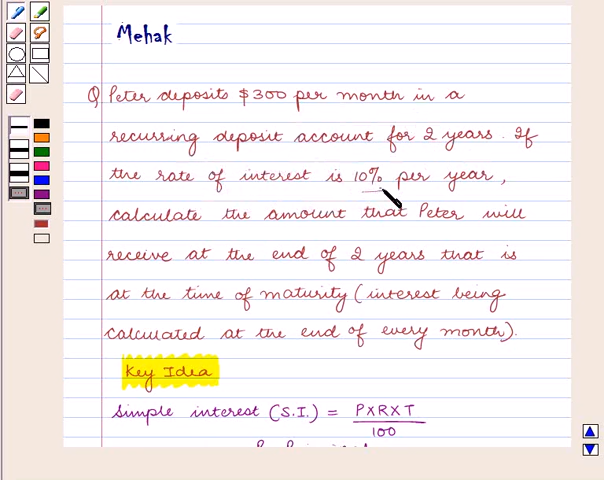 Mehak
Q Peter deposits $300 per month in a
recurring deposit account for 2 years. If
the rate of interest is 10% per year,
calculate the amount that Peter will
receive at the end of 2 years that is
at the time of maturity (interest being
calculated at the end of every month).
Key Idea
Simple interest (S.I.) = P×R×T
100